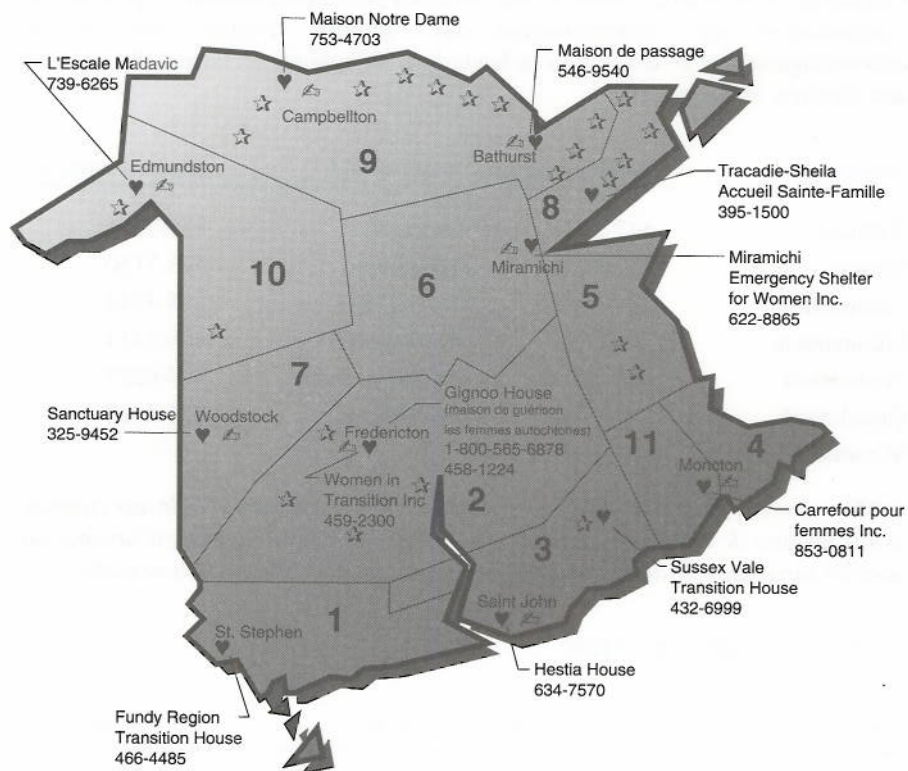 Maison Notre Dame
753-4703
L'Escale Madavic
739-6265
Maison de passage
546-9540
Campbellton
9
Bathurst
Edmundston
Tracadie-Sheila
Accueil Sainte-Famille
395-1500
8
Miramichi
Miramichi
Emergency Shelter
for Women Inc.
622-8865
10
6
5
7
Gignoo House
(maison de guérison
les femmes autochtones)
1-800-565-6878
458-1224
Sanctuary House
325-9452
Woodstock
Fredericton
11
4
Moncton
Women in
Transition Inc
459-2300
2
Carrefour pour
femmes Inc.
853-0811
3
Sussex Vale
Transition House
432-6999
Saint John
1
St. Stephen
Hestia House
634-7570
Fundy Region
Transition House
466-4485